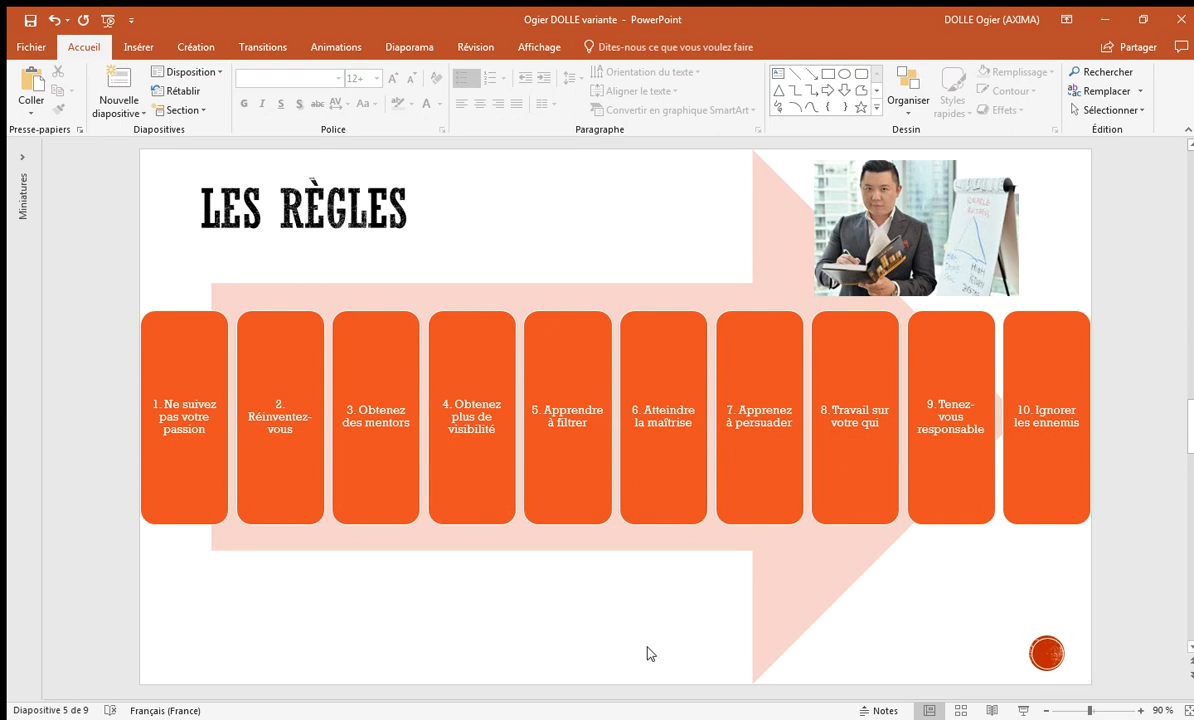 Ogier DOLLE variante - PowerPoint
DOLLE Ogier (AXIMA)
Fichier
Accueil
Insérer
Création
Transitions
Animations
Diaporama
Révision
Affichage
Dites-nous ce que vous voulez faire
Partager
Coller
Nouvelle
diapositive
Disposition
Rétablir
Section
12+
G I S S abc AV Aa A
Orientation du texte
Aligner le texte
Convertir en graphique SmartArt
Organiser
Styles
rapides
Remplissage
Contour
Effets
Rechercher
Remplacer
Sélectionner
Presse-papiers
Diapositives
Police
Paragraphe
Dessin
Édition
Miniatures
LES RÈGLES
1. Ne suivez
pas votre
passion
2.
Réinventez-
vous
3. Obtenez
des mentors
4. Obtenez
plus de
visibilité
5. Apprendre
à filtrer
6. Atteindre
la maîtrise
7. Apprenez
à persuader
8. Travail sur
votre qui
9. Tenez-
vous
responsable
10. Ignorer
les ennemis
Diapositive 5 de 9
Français (France)
Notes
90 %